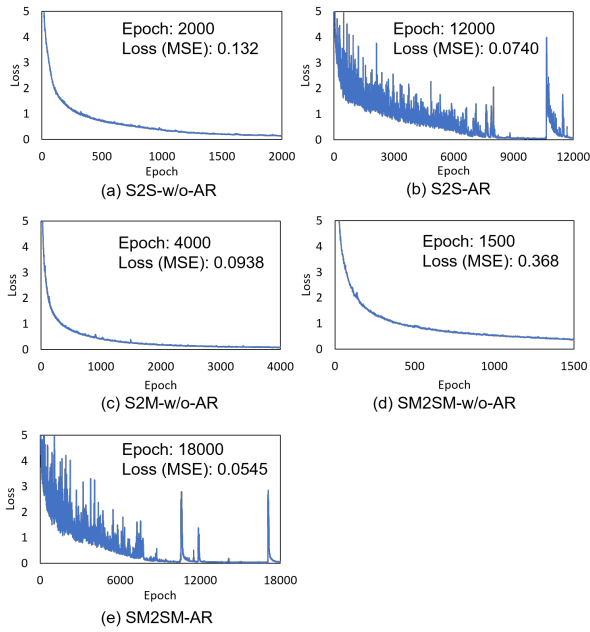 5
4
3
2
1
0
Loss
Epoch: 2000
Loss (MSE): 0.132
0 500 1000 1500 2000
Epoch
(a) S2S-w/o-AR
5
4
3
2
1
0
Loss
Epoch: 12000
Loss (MSE): 0.0740
0 3000 6000 9000 12000
Epoch
(b) S2S-AR
5
4
3
2
1
0
Loss
Epoch: 4000
Loss (MSE): 0.0938
0 1000 2000 3000 4000
Epoch
(c) S2M-w/o-AR
5
4
3
2
1
0
Loss
Epoch: 1500
Loss (MSE): 0.368
0 500 1000 1500
Epoch
(d) SM2SM-w/o-AR
5
4
3
2
1
0
Loss
Epoch: 18000
Loss (MSE): 0.0545
0 6000 12000 18000
Epoch
(e) SM2SM-AR